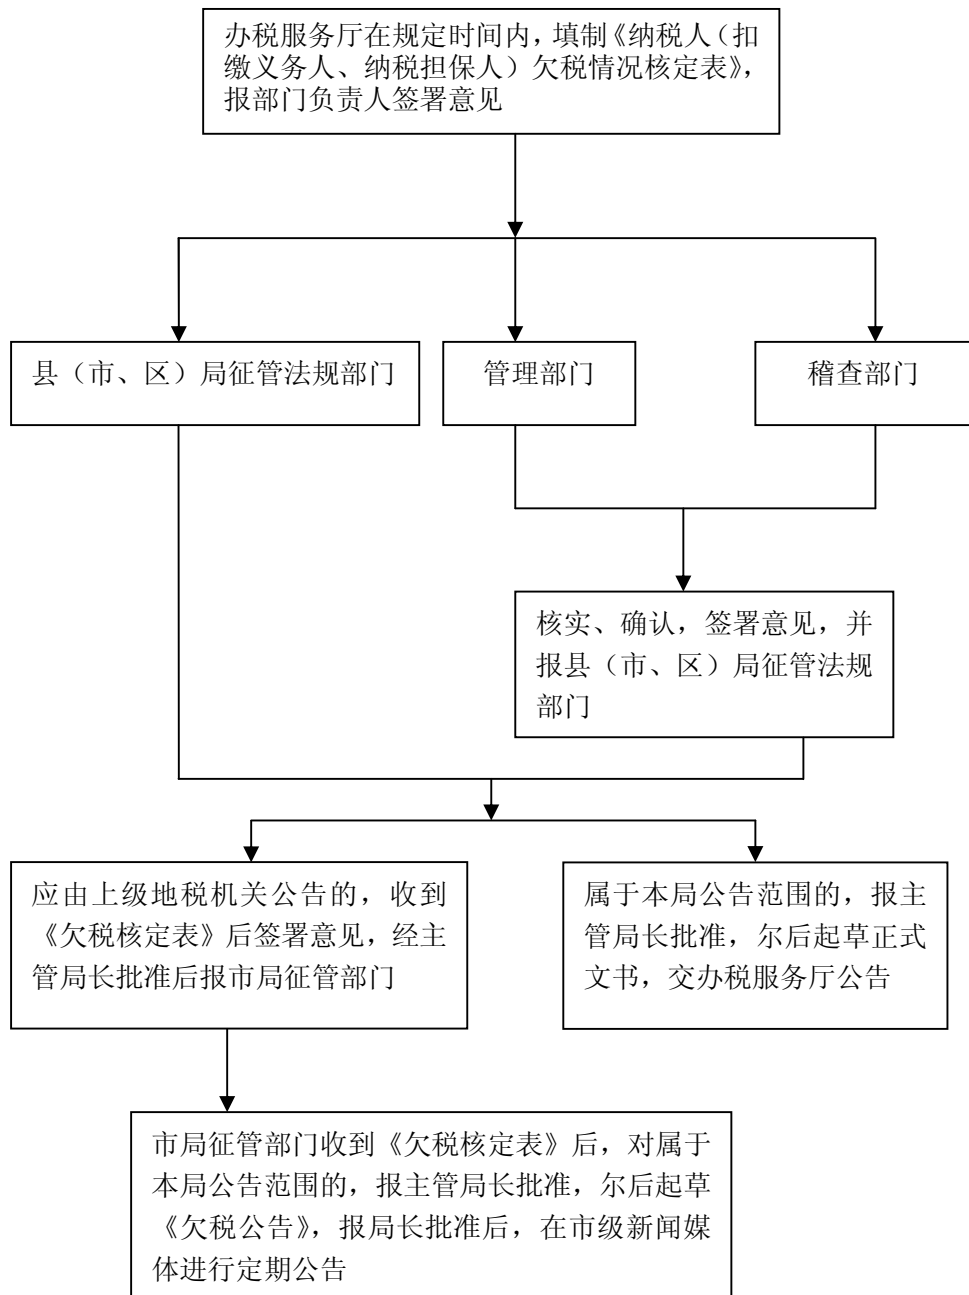 办税服务厅在规定时间内，填制《纳税人（扣
缴义务人、纳税担保人）欠税情况核定表》，
报部门负责人签署意见
县（市、区）局征管法规部门
管理部门
稽查部门
核实、确认，签署意见，并
报县（市、区）局征管法规
部门
应由上级地税机关公告的，收到
《欠税核定表》后签署意见，经主
管局长批准后报市局征管部门
属于本局公告范围的，报主
管局长批准，尔后起草正式
文书，交办税服务厅公告
市局征管部门收到《欠税核定表》后，对属于
本局公告范围的，报主管局长批准，尔后起草
《欠税公告》，报局长批准后，在市级新闻媒
体进行定期公告